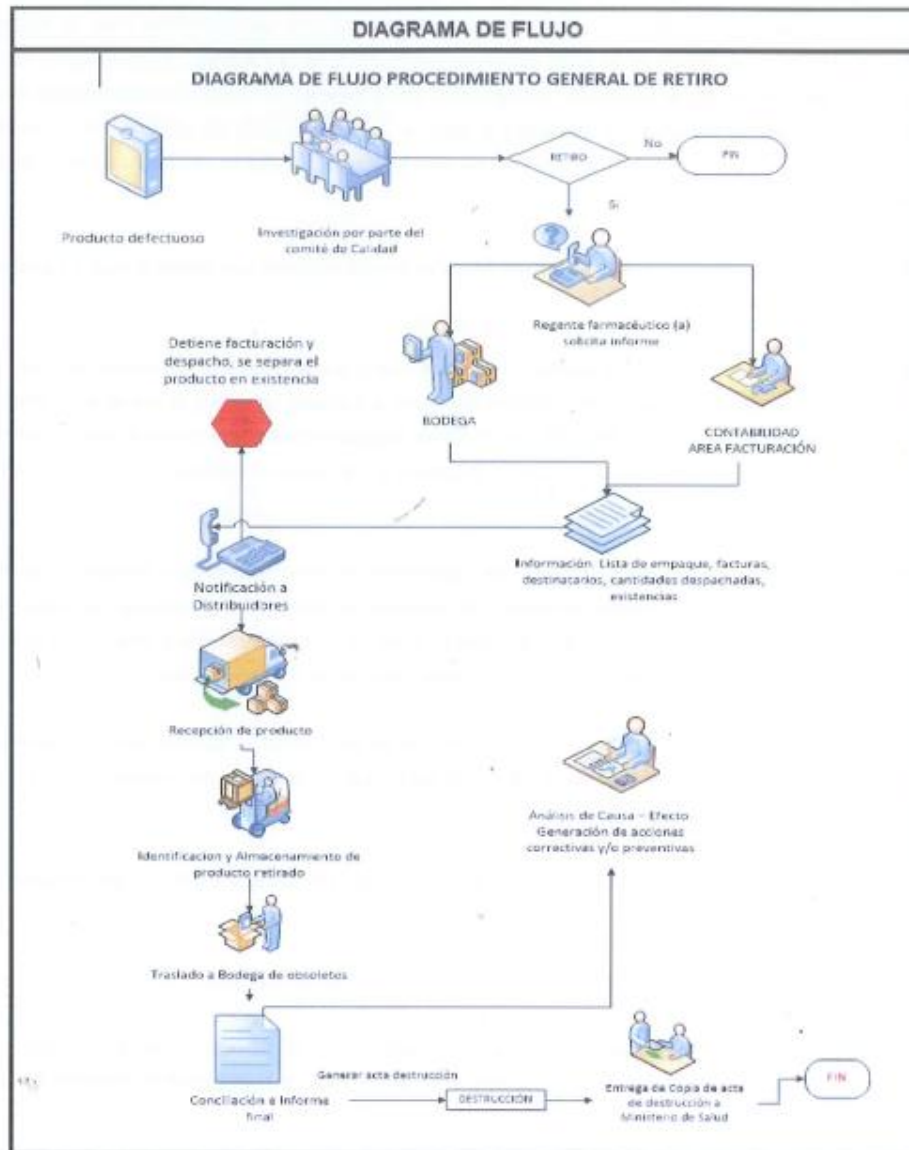 DIAGRAMA DE FLUJO
DIAGRAMA DE FLUJO PROCEDIMIENTO GENERAL DE RETIRO
Producto defectuoso
Investigación por parte del
comité de Calidad
RETIRO
No
FIN
Si
Regente farmacéutico (a)
solicita informe
Detiene facturación y
despacho, se separa el
producto en existencia
BODEGA
CONTABILIDAD
AREA FACTURACIÓN
Información: Lista de empaque, facturas,
destinatarios, cantidades despachadas,
existencias
Notificación a
Distribuidores
Recepción de producto
Identificacion y Almacenamiento de
producto retirado
Análisis de Causa – Efecto
Generación de acciones
correctivas y/o preventivas
Traslado a Bodega de obsoletos
Conciliación e Informe
final
Generar acta destrucción
DESTRUCCIÓN
Entrega de Copia de acta
de destrucción a
Ministerio de Salud
FIN